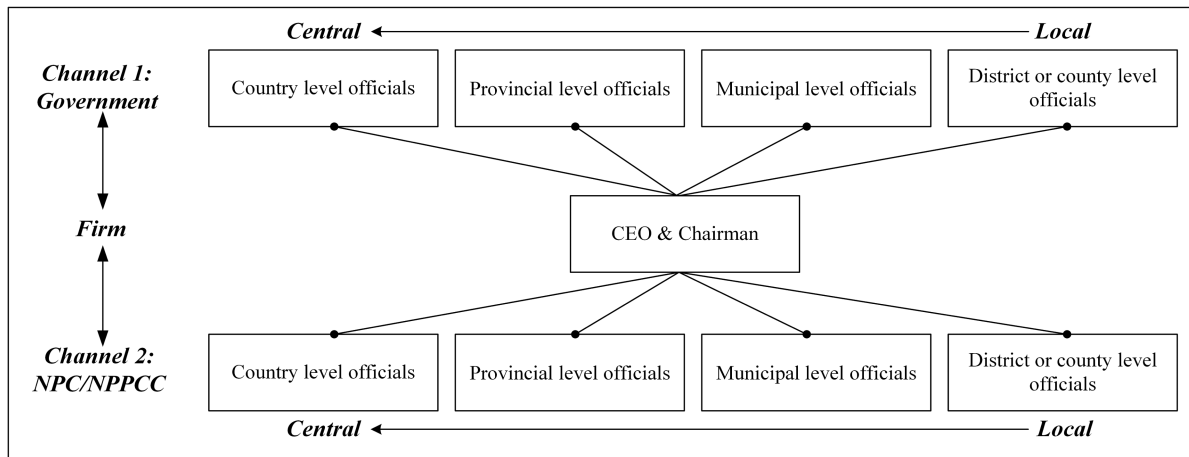 Central
Local
Channel 1:
Government
Country level officials
Provincial level officials
Municipal level officials
District or county level
officials
Firm
CEO & Chairman
Channel 2:
NPC/NPPCC
Country level officials
Provincial level officials
Municipal level officials
District or county level
officials
Central
Local